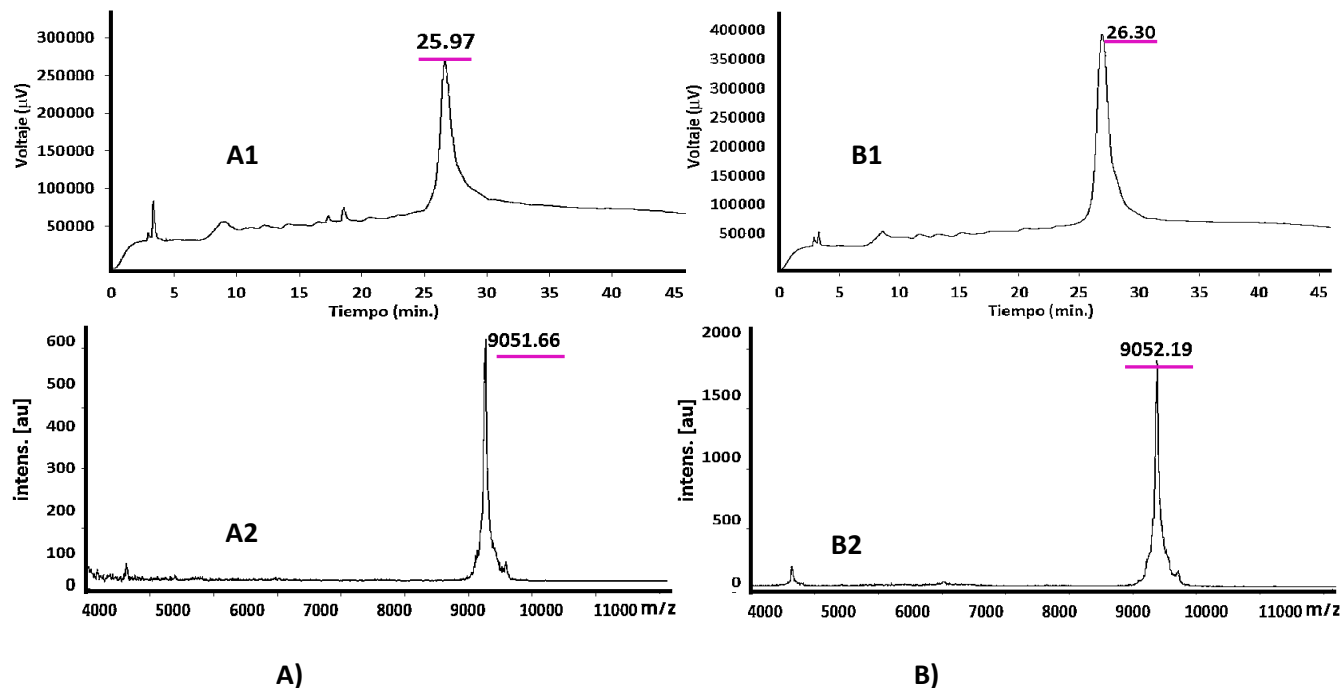 25.97
300000
250000
200000
150000
100000
50000
Voltaje (µV)
A1
0 5 10 15 20 25 30 35 40 45
Tiempo (min.)
26.30
400000
350000
300000
250000
200000
150000
100000
50000
0
Voltaje (µV)
B1
0 5 10 15 20 25 30 35 40 45
Tiempo (min.)
9051.66
600
500
400
300
200
100
0
intens. [au]
A2
4000 5000 6000 7000 8000 9000 10000 11000 m/z
9052.19
2000
1500
1000
500
0
intens. [au]
B2
4000 5000 6000 7000 8000 9000 10000 11000 m/z
A)
B)